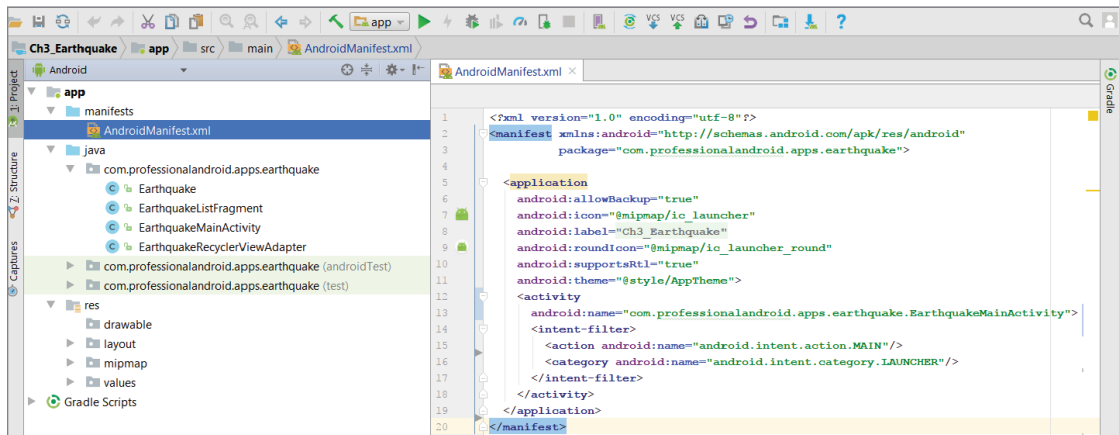 app
VCS VCS
?
Ch3_Earthquake app src main AndroidManifest.xml
1: Project
Z: Structure
Captures
Android
app
manifests
AndroidManifest.xml
java
com.professionalandroid.apps.earthquake
C Earthquake
C EarthquakeListFragment
C EarthquakeMainActivity
C EarthquakeRecyclerViewAdapter
com.professionalandroid.apps.earthquake (androidTest)
com.professionalandroid.apps.earthquake (test)
res
drawable
layout
mipmap
values
Gradle Scripts
AndroidManifest.xml
1 <?xml version="1.0" encoding="utf-8"?>
2 <manifest xmlns:android="http://schemas.android.com/apk/res/android"
3 package="com.professionalandroid.apps.earthquake">
4
5 <application
6 android:allowBackup="true"
7 android:icon="@mipmap/ic_launcher"
8 android:label="Ch3_Earthquake"
9 android:roundIcon="@mipmap/ic_launcher_round"
10 android:supportsRtl="true"
11 android:theme="@style/AppTheme">
12 <activity
13 android:name="com.professionalandroid.apps.earthquake.EarthquakeMainActivity">
14 <intent-filter>
15 <action android:name="android.intent.action.MAIN"/>
16 <category android:name="android.intent.category.LAUNCHER"/>
17 </intent-filter>
18 </activity>
19 </application>
20 </manifest>
Gradle